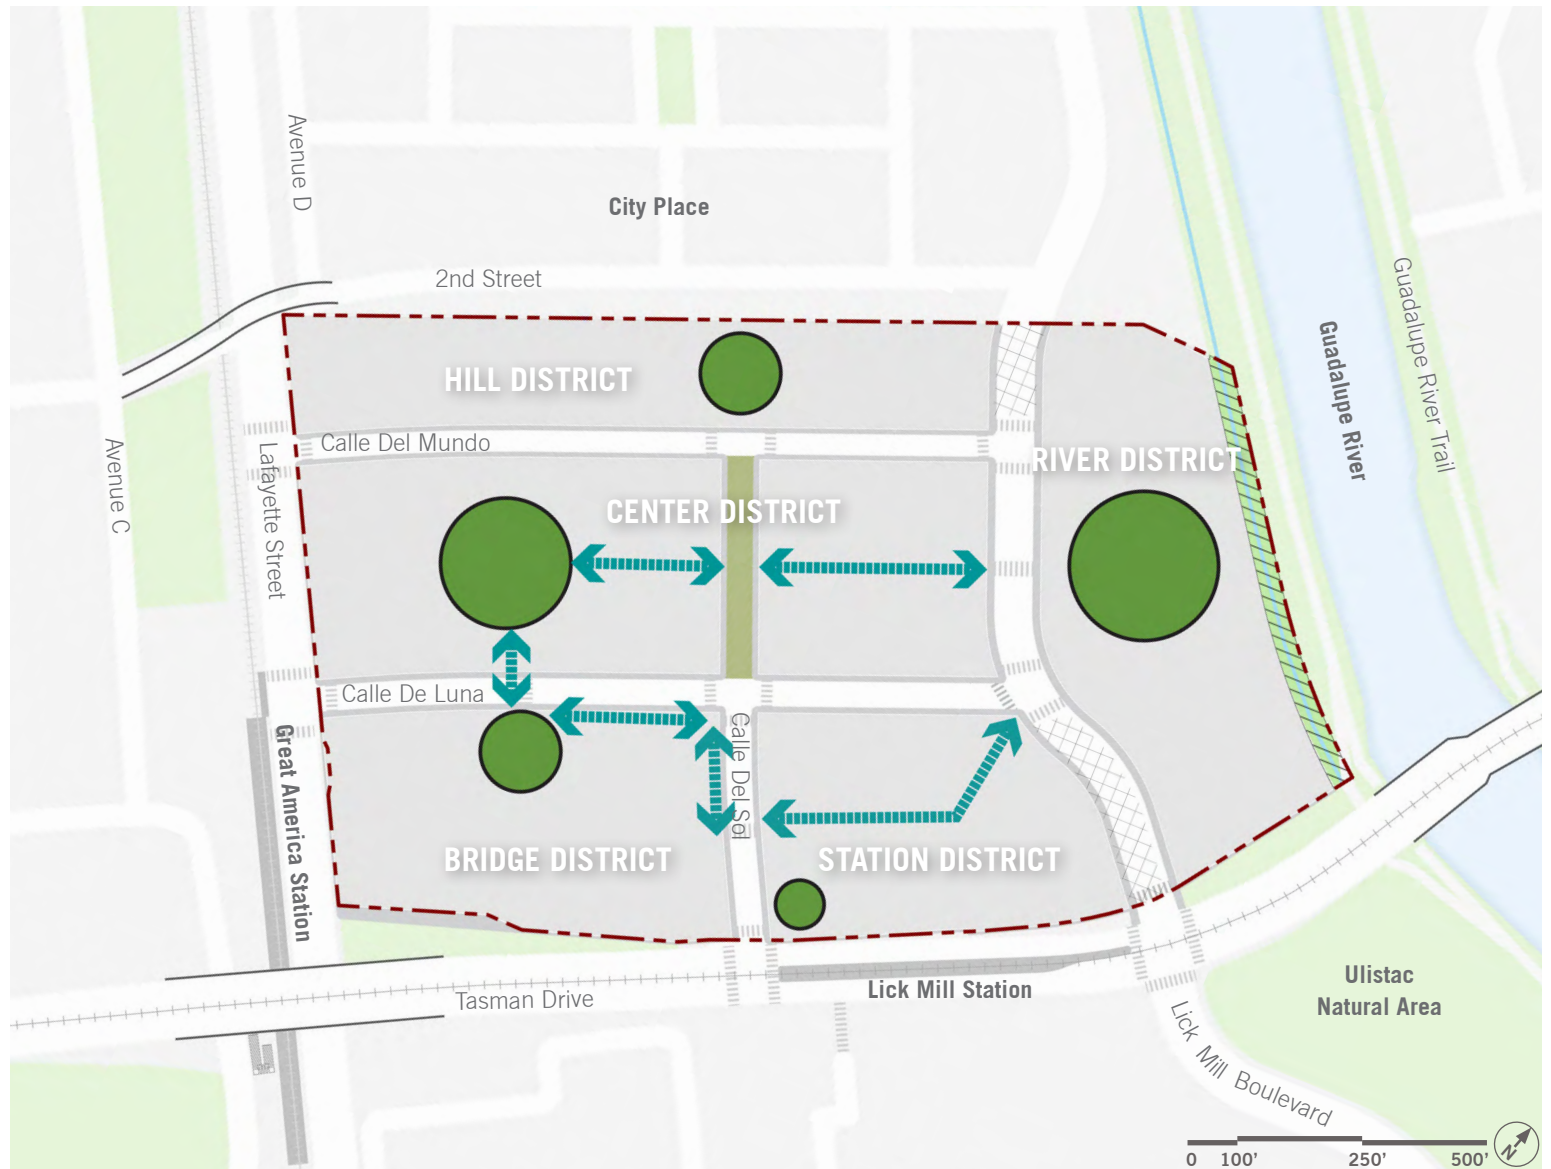 Avenue D
City Place
2nd Street
Guadalupe River Trail
Guadalupe River
HILL DISTRICT
Calle Del Mundo
RIVER DISTRICT
Avenue C
Lafayette Street
CENTER DISTRICT
Calle De Luna
Great America Station
Calle Del Sol
BRIDGE DISTRICT
STATION DISTRICT
Ulistac
Natural Area
Lick Mill Station
Tasman Drive
Lick Mill Boulevard
0 100' 250' 500'
N